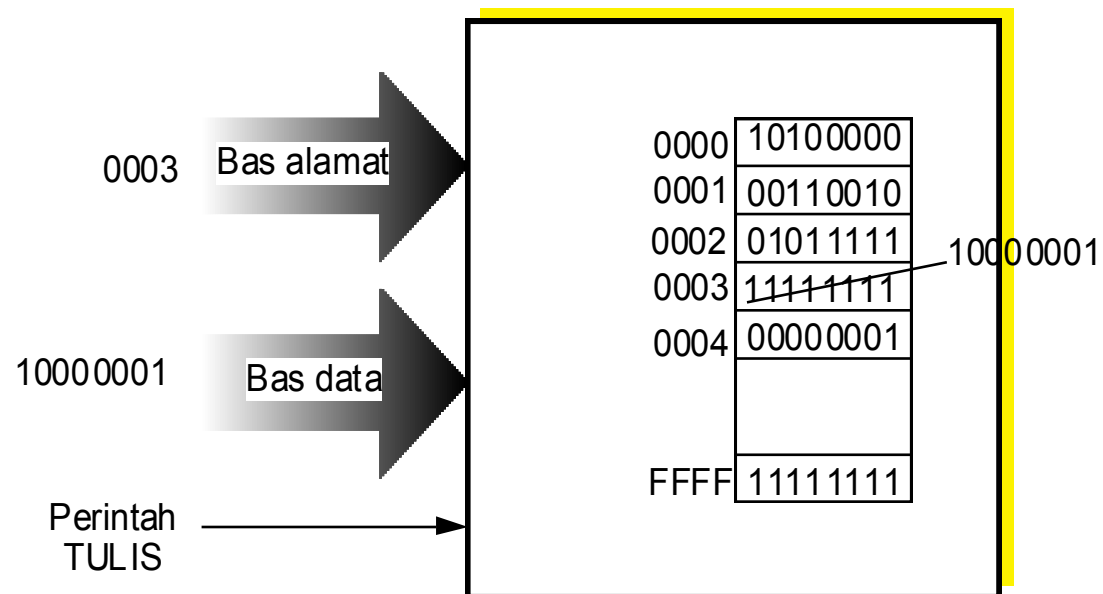 0003
Bas alamat
10000001
Bas data
Perintah
TULIS
0000 10100000
0001 00110010
0002 01011111
0003 11111111
10000001
0004 00000001
FFFF 11111111